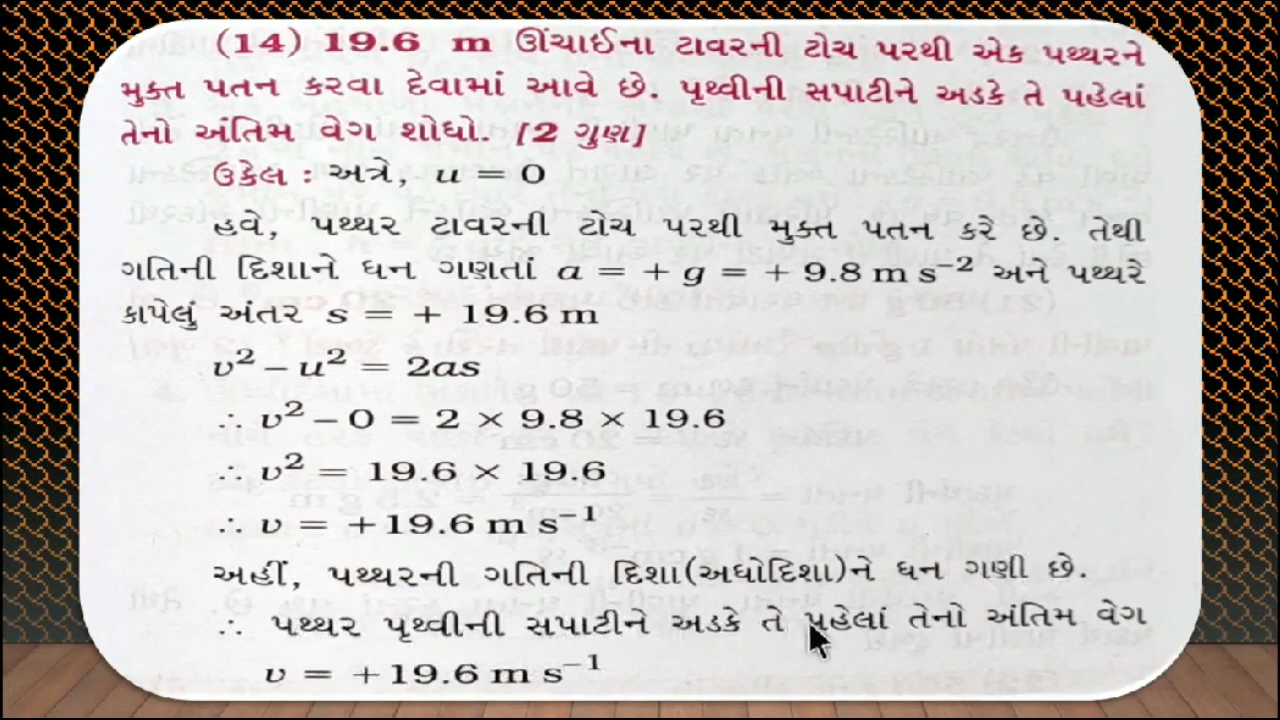 (14) 19.6 m ઊંચાઈના ટાવરની ટોચ પરથી એક પથ્થરને
મુક્ત પતન કરવા દેવામાં આવે છે. પૃથ્વીની સપાટીને અડકે તે પહેલાં
તેનો અંતિમ વેગ શોધો. [2 ગુણ]
ઉકેલ : અત્રે, u = 0
હવે, પથ્થર ટાવરની ટોચ પરથી મુક્ત પતન કરે છે. તેથી
ગતિની દિશાને ધન ગણતાં a = + g = + 9.8 m s⁻² અને પથ્થરે
કાપેલું અંતર s = + 19.6 m
v² – u² = 2as
∴ v² – 0 = 2 × 9.8 × 19.6
∴ v² = 19.6 × 19.6
∴ v = +19.6 m s⁻¹
અહીં, પથ્થરની ગતિની દિશા(અધોદિશા)ને ધન ગણી છે.
∴ પથ્થર પૃથ્વીની સપાટીને અડકે તે પહેલાં તેનો અંતિમ વેગ
v = +19.6 m s⁻¹